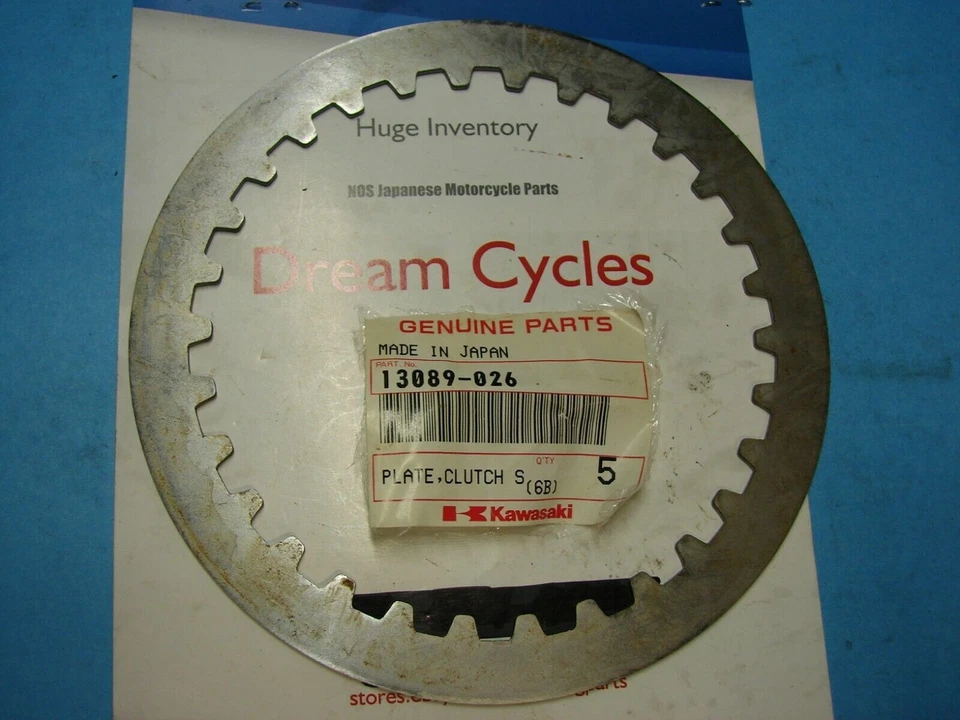 Huge Inventory
NOS Japanese Motorcycle Parts
Dream Cycles
GENUINE PARTS
MADE IN JAPAN
PART. No.
13089-026
Q'TY
PLATE,CLUTCH S
(6B)
5
Kawasaki